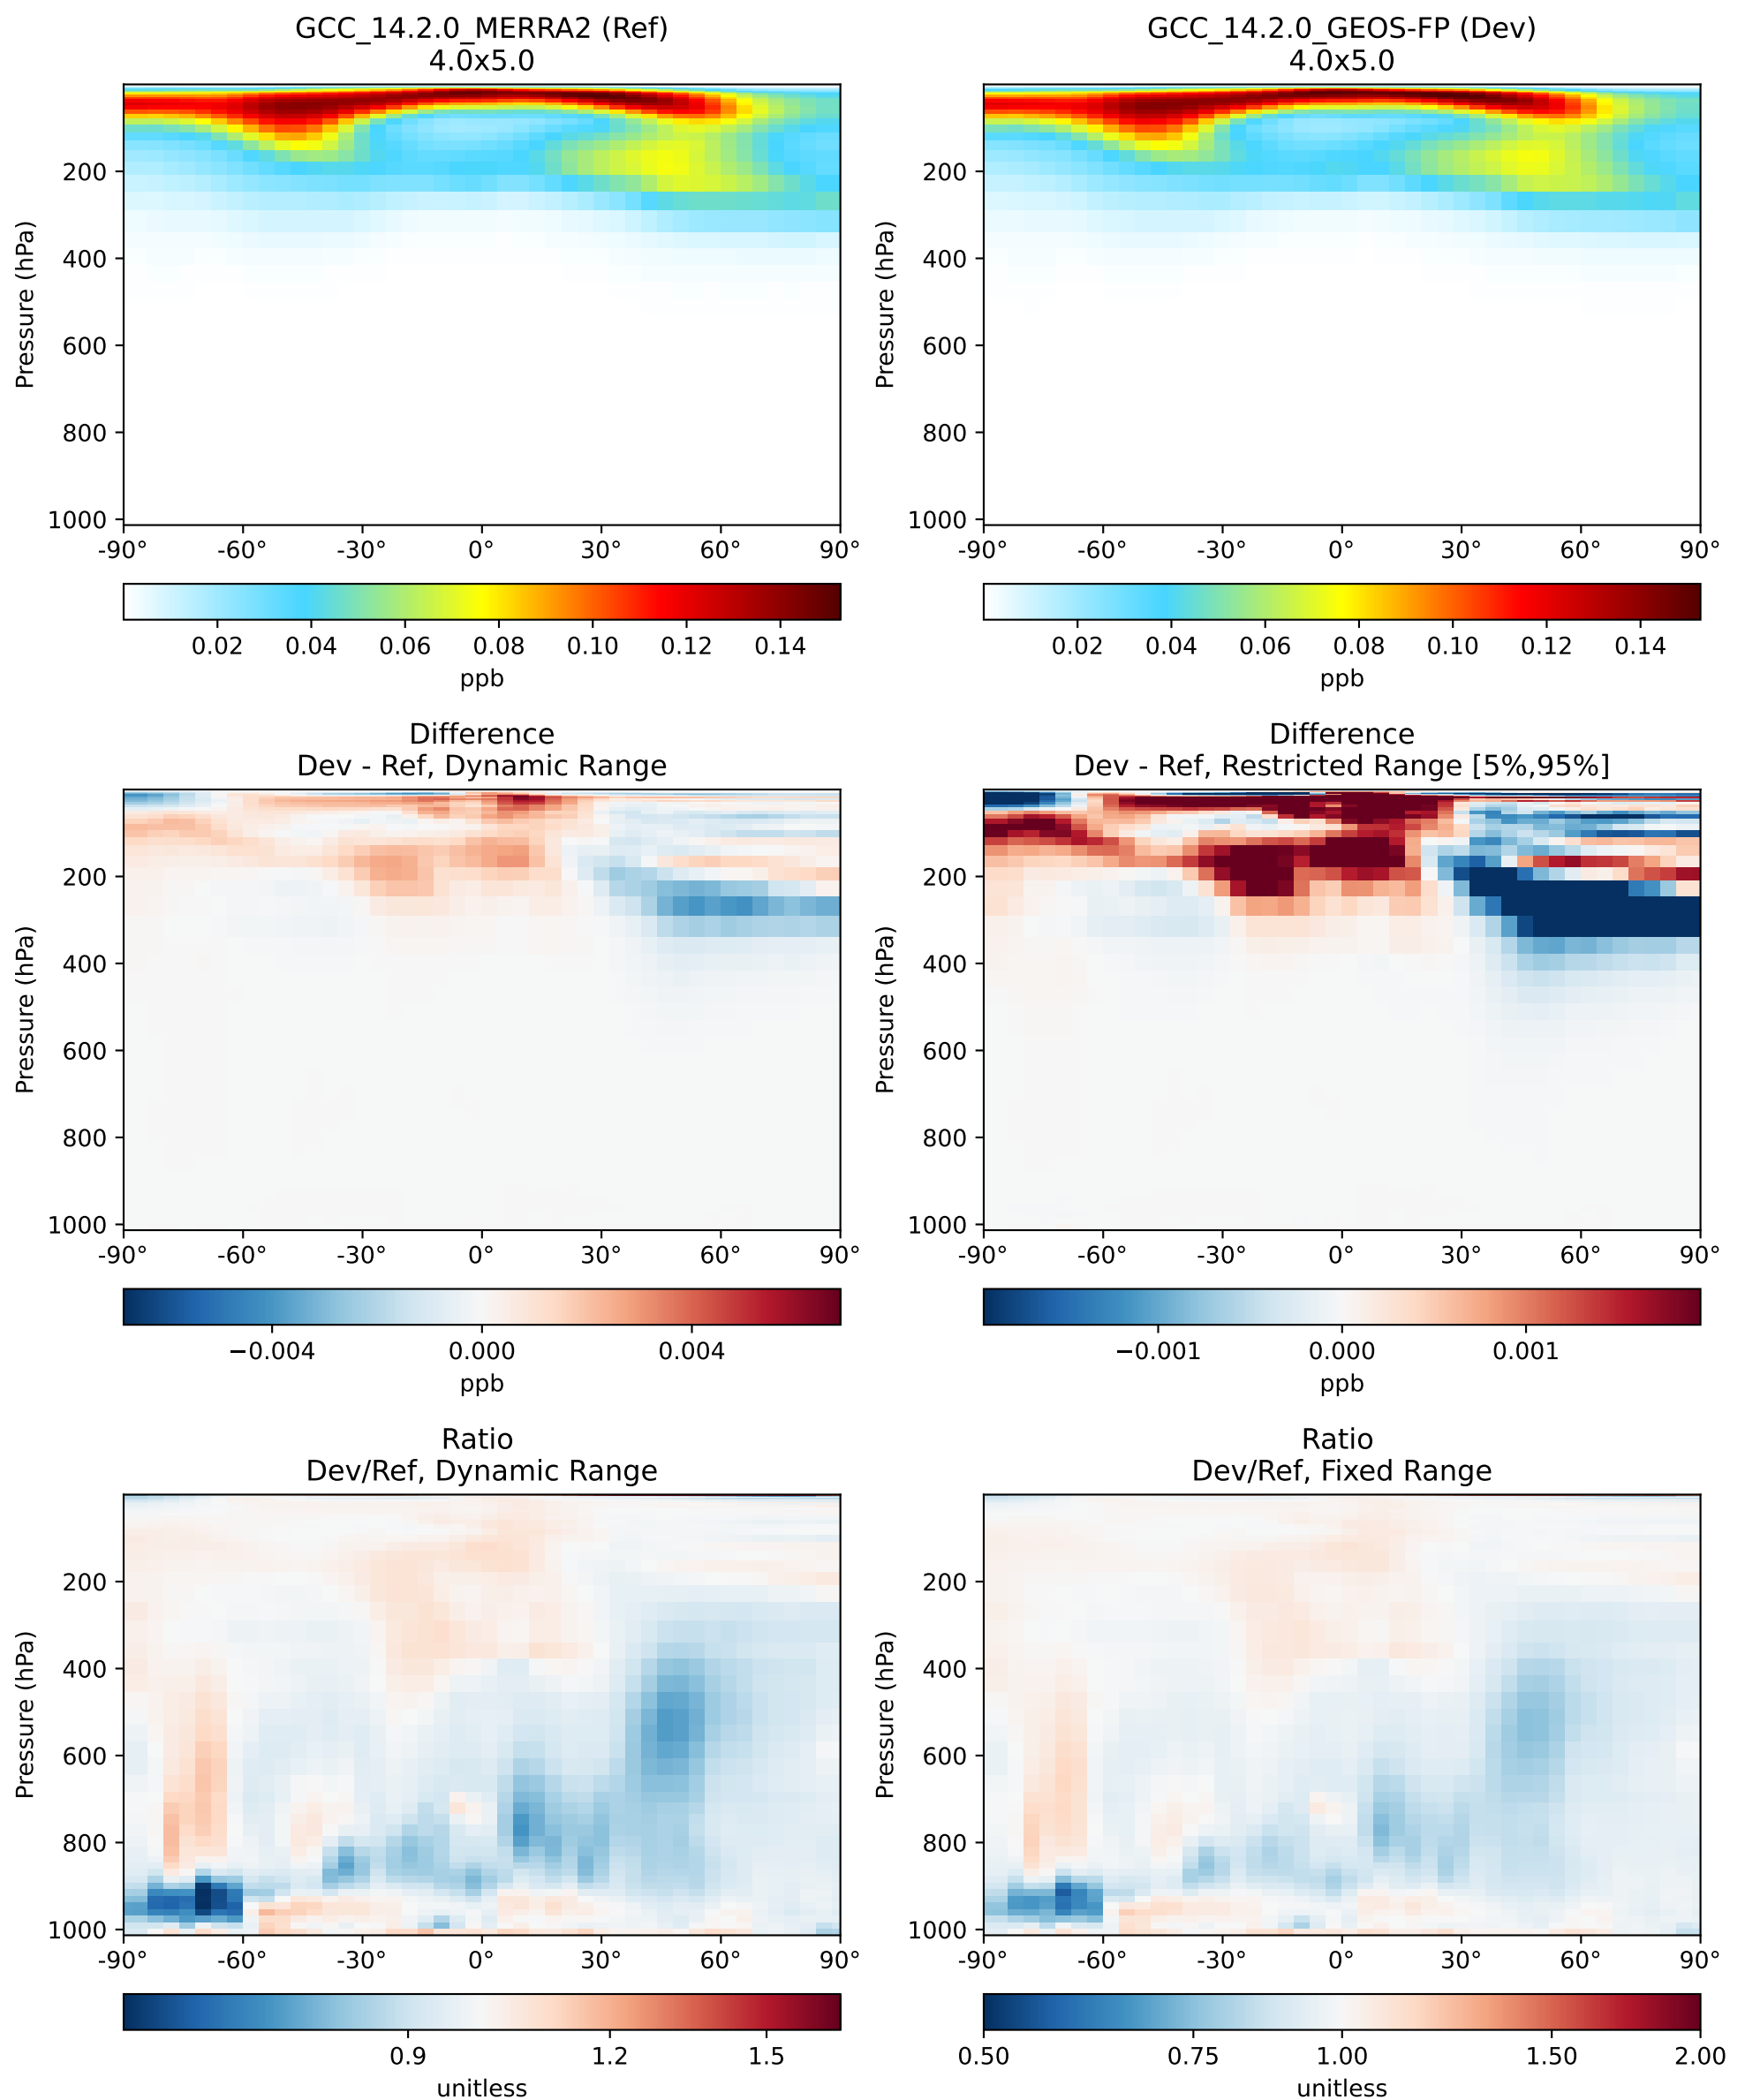 GCC_14.2.0_MERRA2 (Ref)
4.0x5.0
Pressure (hPa)
200
400
600
800
1000
-90° -60° -30° 0° 30° 60° 90°
0.02 0.04 0.06 0.08 0.10 0.12 0.14
ppb
GCC_14.2.0_GEOS-FP (Dev)
4.0x5.0
Pressure (hPa)
200
400
600
800
1000
-90° -60° -30° 0° 30° 60° 90°
0.02 0.04 0.06 0.08 0.10 0.12 0.14
ppb
Difference
Dev - Ref, Dynamic Range
Pressure (hPa)
200
400
600
800
1000
-90° -60° -30° 0° 30° 60° 90°
−0.004 0.000 0.004
ppb
Difference
Dev - Ref, Restricted Range [5%,95%]
Pressure (hPa)
200
400
600
800
1000
-90° -60° -30° 0° 30° 60° 90°
−0.001 0.000 0.001
ppb
Ratio
Dev/Ref, Dynamic Range
Pressure (hPa)
200
400
600
800
1000
-90° -60° -30° 0° 30° 60° 90°
0.9 1.2 1.5
unitless
Ratio
Dev/Ref, Fixed Range
Pressure (hPa)
200
400
600
800
1000
-90° -60° -30° 0° 30° 60° 90°
0.50 0.75 1.00 1.50 2.00
unitless